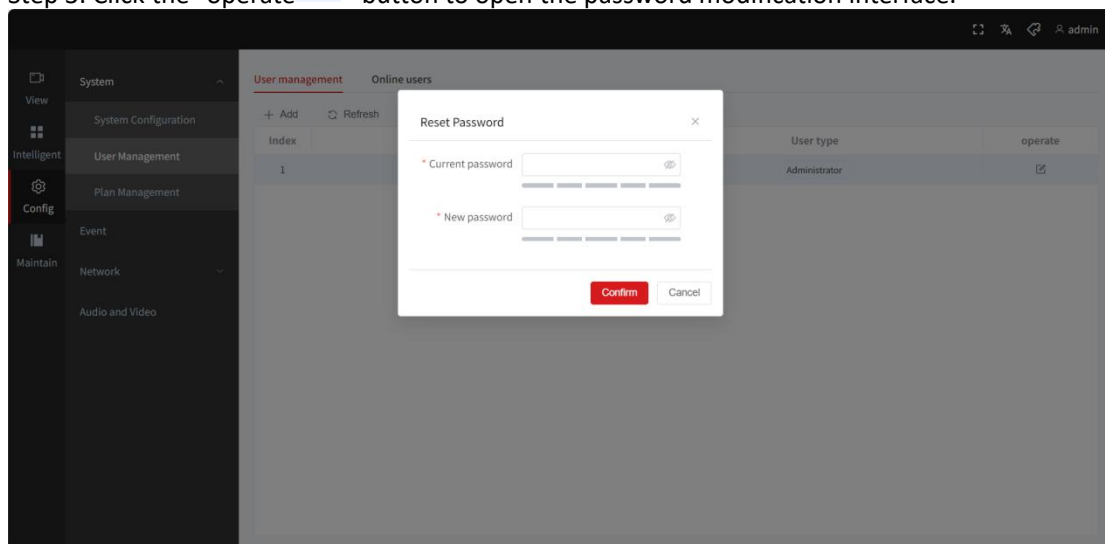 Step 3: Click the "operate" button to open the password modification interface.
admin
View
Intelligent
Config
Maintain
System
System Configuration
User Management
Plan Management
Event
Network
Audio and Video
User management Online users
+ Add Refresh
Index User type operate
1 Administrator
Reset Password
* Current password
* New password
Confirm Cancel